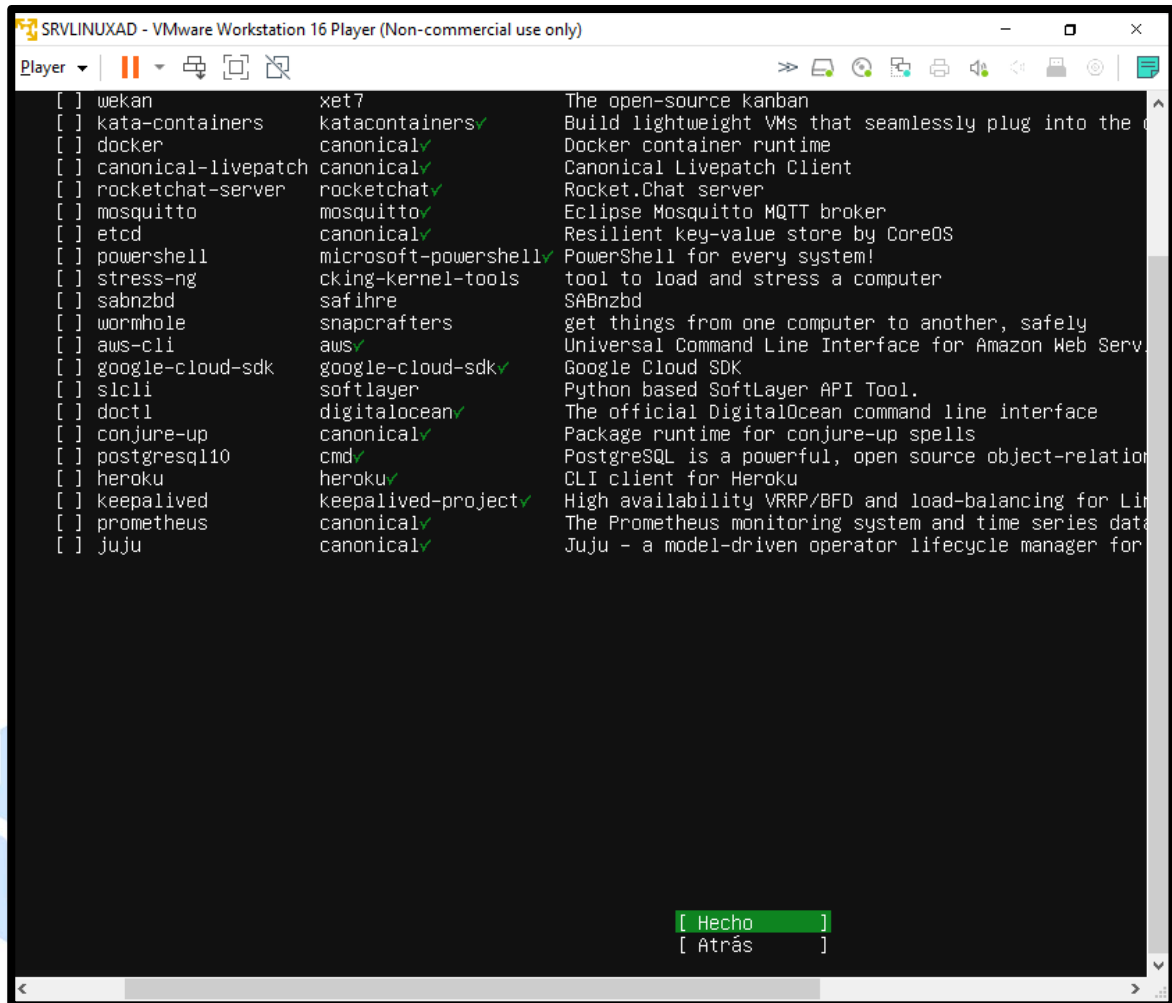 SRVLINUXAD - VMware Workstation 16 Player (Non-commercial use only)
Player
[ ] wekan xet7 The open-source kanban
[ ] kata-containers katacontainers✓ Build lightweight VMs that seamlessly plug into the
[ ] docker canonical✓ Docker container runtime
[ ] canonical-livepatch canonical✓ Canonical Livepatch Client
[ ] rocketchat-server rocketchat✓ Rocket.Chat server
[ ] mosquitto mosquitto✓ Eclipse Mosquitto MQTT broker
[ ] etcd canonical✓ Resilient key-value store by CoreOS
[ ] powershell microsoft-powershell✓ PowerShell for every system!
[ ] stress-ng cking-kernel-tools tool to load and stress a computer
[ ] sabnzbd safihre SABnzbd
[ ] wormhole snapcrafters get things from one computer to another, safely
[ ] aws-cli aws✓ Universal Command Line Interface for Amazon Web Serv
[ ] google-cloud-sdk google-cloud-sdk✓ Google Cloud SDK
[ ] slcli softlayer Python based SoftLayer API Tool.
[ ] doctl digitalocean✓ The official DigitalOcean command line interface
[ ] conjure-up canonical✓ Package runtime for conjure-up spells
[ ] postgresql10 cmd✓ PostgreSQL is a powerful, open source object-relation
[ ] heroku heroku✓ CLI client for Heroku
[ ] keepalived keepalived-project✓ High availability VRRP/BFD and load-balancing for Lin
[ ] prometheus canonical✓ The Prometheus monitoring system and time series data
[ ] juju canonical✓ Juju - a model-driven operator lifecycle manager for
[ Hecho ]
[ Atrás ]